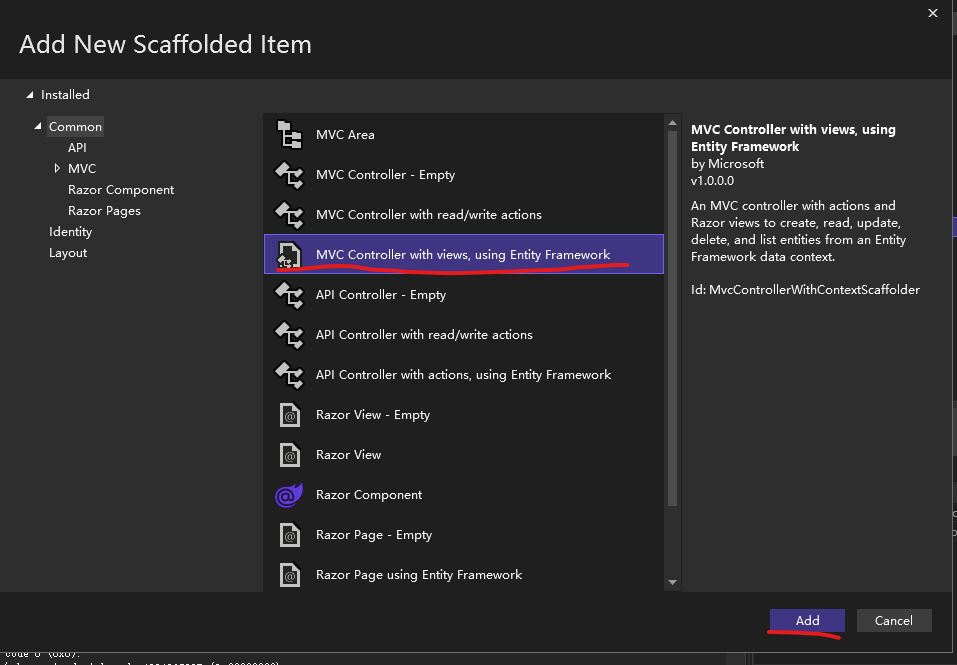 Add New Scaffolded Item
Installed
Common
API
MVC
Razor Component
Razor Pages
Identity
Layout
MVC Area
MVC Controller - Empty
MVC Controller with read/write actions
MVC Controller with views, using Entity Framework
API Controller - Empty
API Controller with read/write actions
API Controller with actions, using Entity Framework
Razor View - Empty
Razor View
Razor Component
Razor Page - Empty
Razor Page using Entity Framework
MVC Controller with views, using
Entity Framework
by Microsoft
v1.0.0.0
An MVC controller with actions and
Razor views to create, read, update,
delete, and list entities from an Entity
Framework data context.
Id: MvcControllerWithContextScaffolder
Add
Cancel
code 0 (0x0).